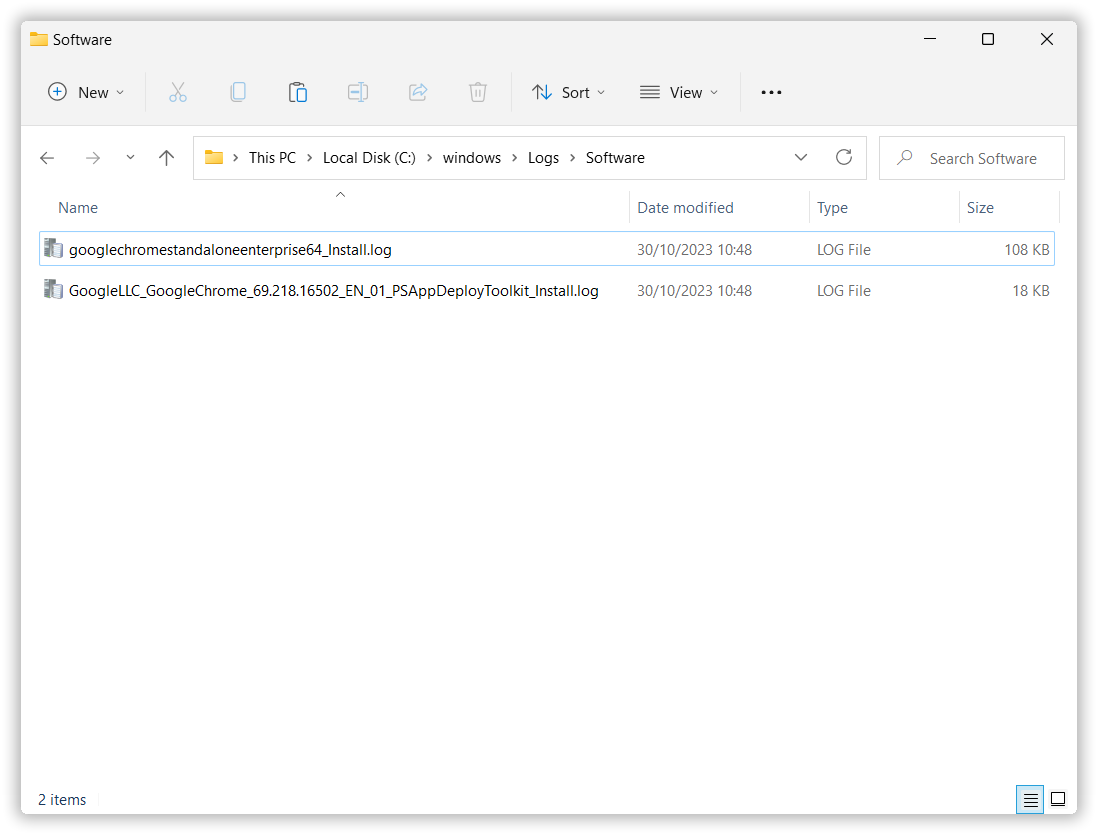 Software
New
Sort
View
This PC > Local Disk (C:) > windows > Logs > Software
Search Software
Name Date modified Type Size
googlechromestandaloneenterprise64_Install.log 30/10/2023 10:48 LOG File 108 KB
GoogleLLC_GoogleChrome_69.218.16502_EN_01_PSAppDeployToolkit_Install.log 30/10/2023 10:48 LOG File 18 KB
2 items